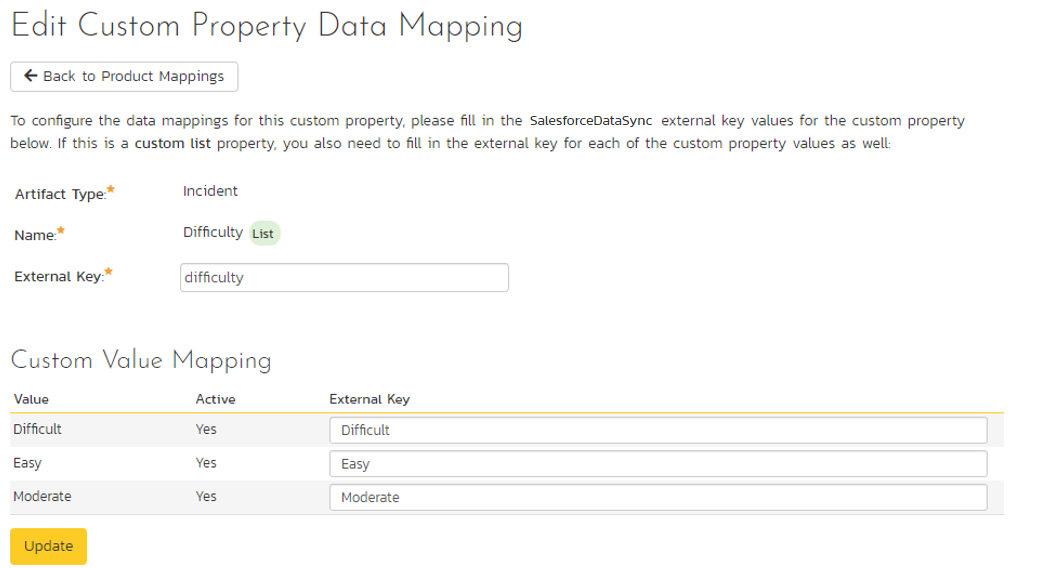 Edit Custom Property Data Mapping
← Back to Product Mappings
To configure the data mappings for this custom property, please fill in the SalesforceDataSync external key values for the custom property
below. If this is a custom list property, you also need to fill in the external key for each of the custom property values as well:
Artifact Type:★ Incident
Name:★ Difficulty List
External Key:★ difficulty
Custom Value Mapping
Value Active External Key
Difficult Yes Difficult
Easy Yes Easy
Moderate Yes Moderate
Update